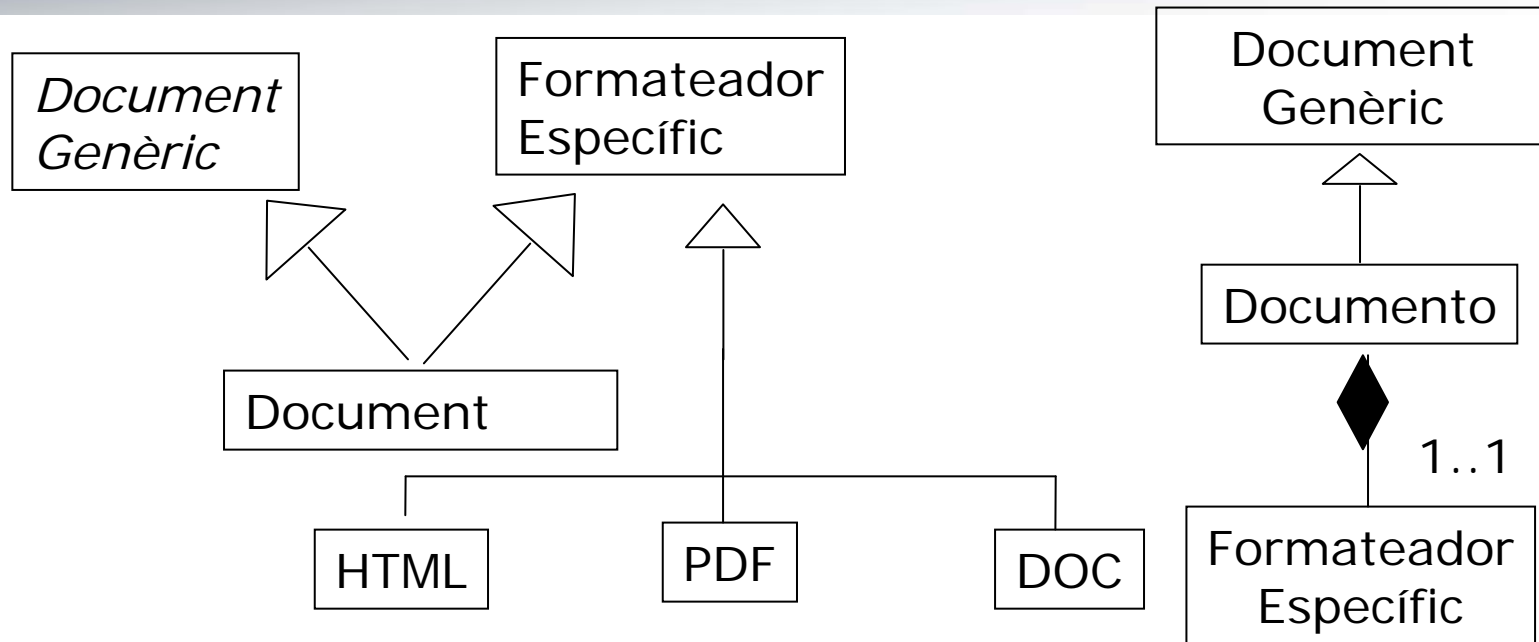 Document
Genèric
Formateador
Específic
Document
HTML
PDF
DOC
Document
Genèric
Documento
1..1
Formateador
Específic